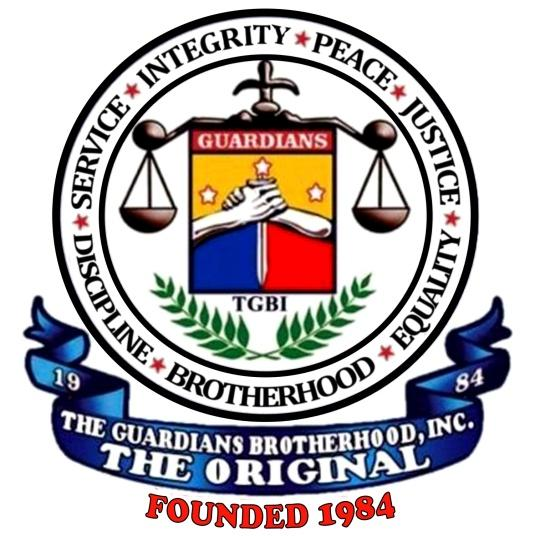 DISCIPLINE ★ SERVICE ★ INTEGRITY ★ PEACE ★ JUSTICE ★ EQUALITY ★ BROTHERHOOD ★
GUARDIANS
TGBI
19 84
THE GUARDIANS BROTHERHOOD, INC.
THE ORIGINAL
FOUNDED 1984